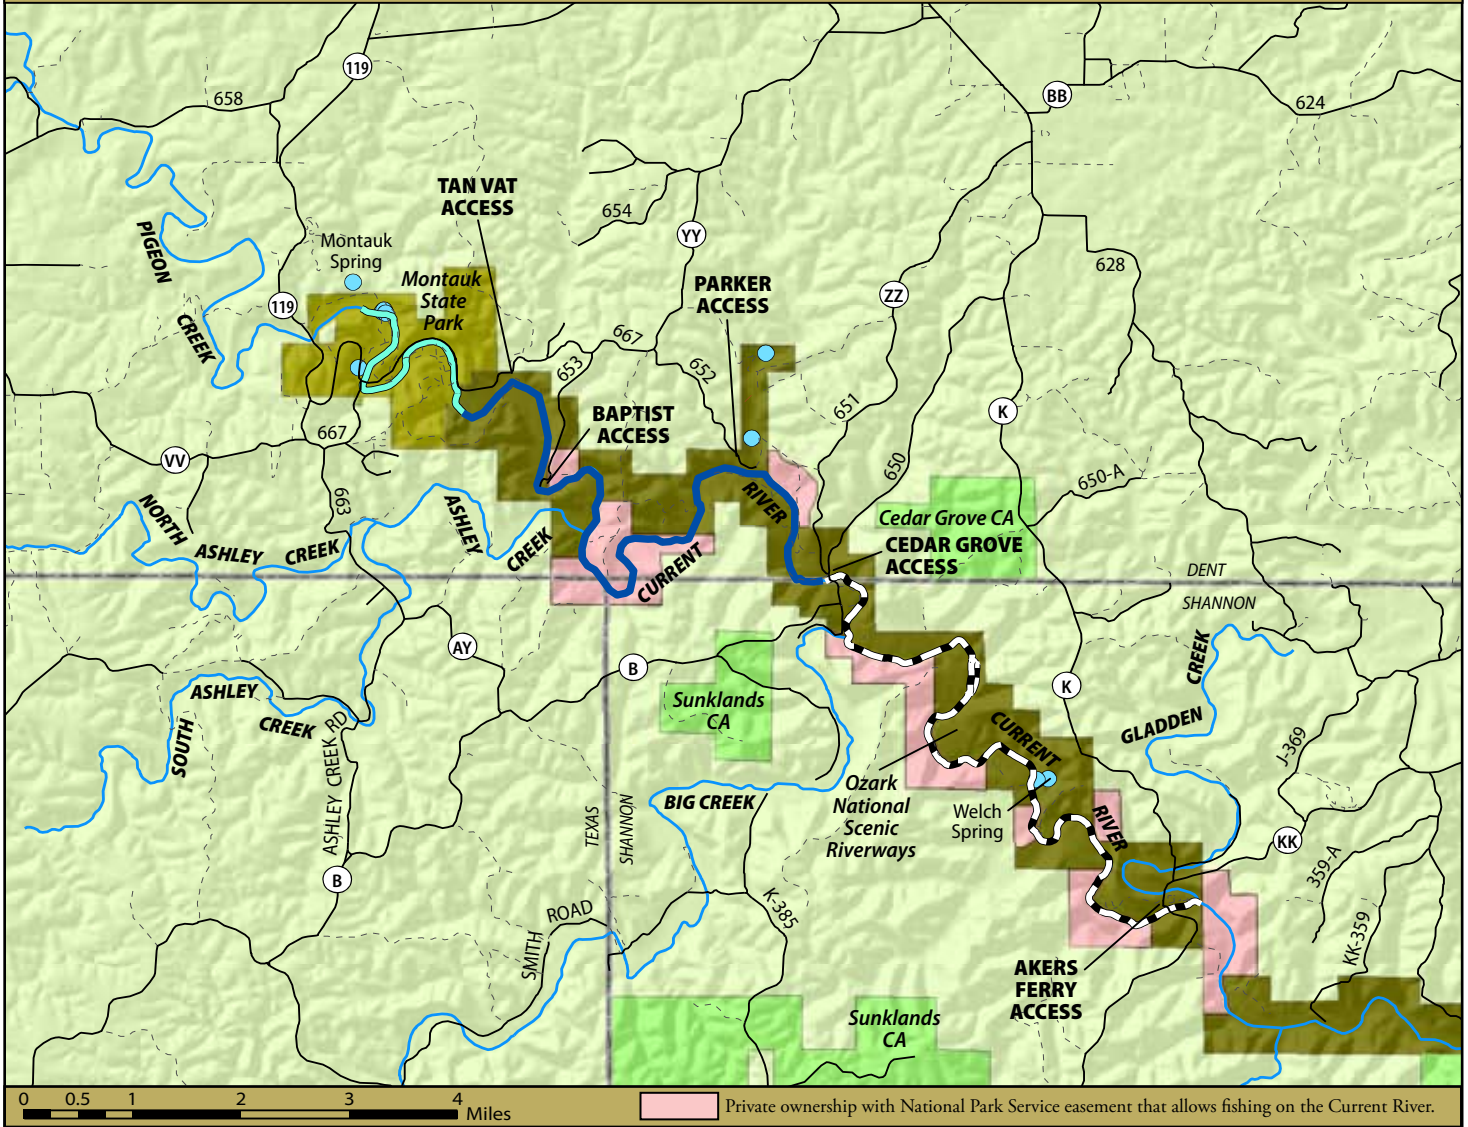 119
BB
658
624
TAN VAT
ACCESS
654
PIGEON
CREEK
Montauk
Spring
YY
628
Montauk
State
Park
PARKER
ACCESS
ZZ
119
667
653
652
651
K
BAPTIST
ACCESS
667
VV
650
650-A
663
NORTH
ASHLEY
CREEK
ASHLEY
CREEK
RIVER
CURRENT
Cedar Grove CA
CEDAR GROVE
ACCESS
DENT
SHANNON
AY
B
K
CREEK
GLADDEN
ASHLEY
CREEK
SOUTH
Sunklands
CA
CURRENT
RIVER
ASHLEY CREEK RD
J-369
Ozark
National
Scenic
Riverways
Welch
Spring
BIG CREEK
TEXAS
SHANNON
KK
359-A
B
K-385
SMITH
ROAD
KK-359
AKERS
FERRY
ACCESS
Sunklands
CA
0 0.5 1 2 3 4
Miles
Private ownership with National Park Service easement that allows fishing on the Current River.